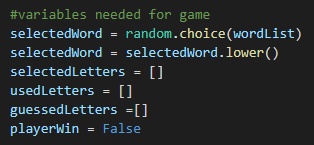 #variables needed for game
selectedWord = random.choice(wordList)
selectedWord = selectedWord.lower()
selectedLetters = []
usedLetters = []
guessedLetters =[]
playerWin = False